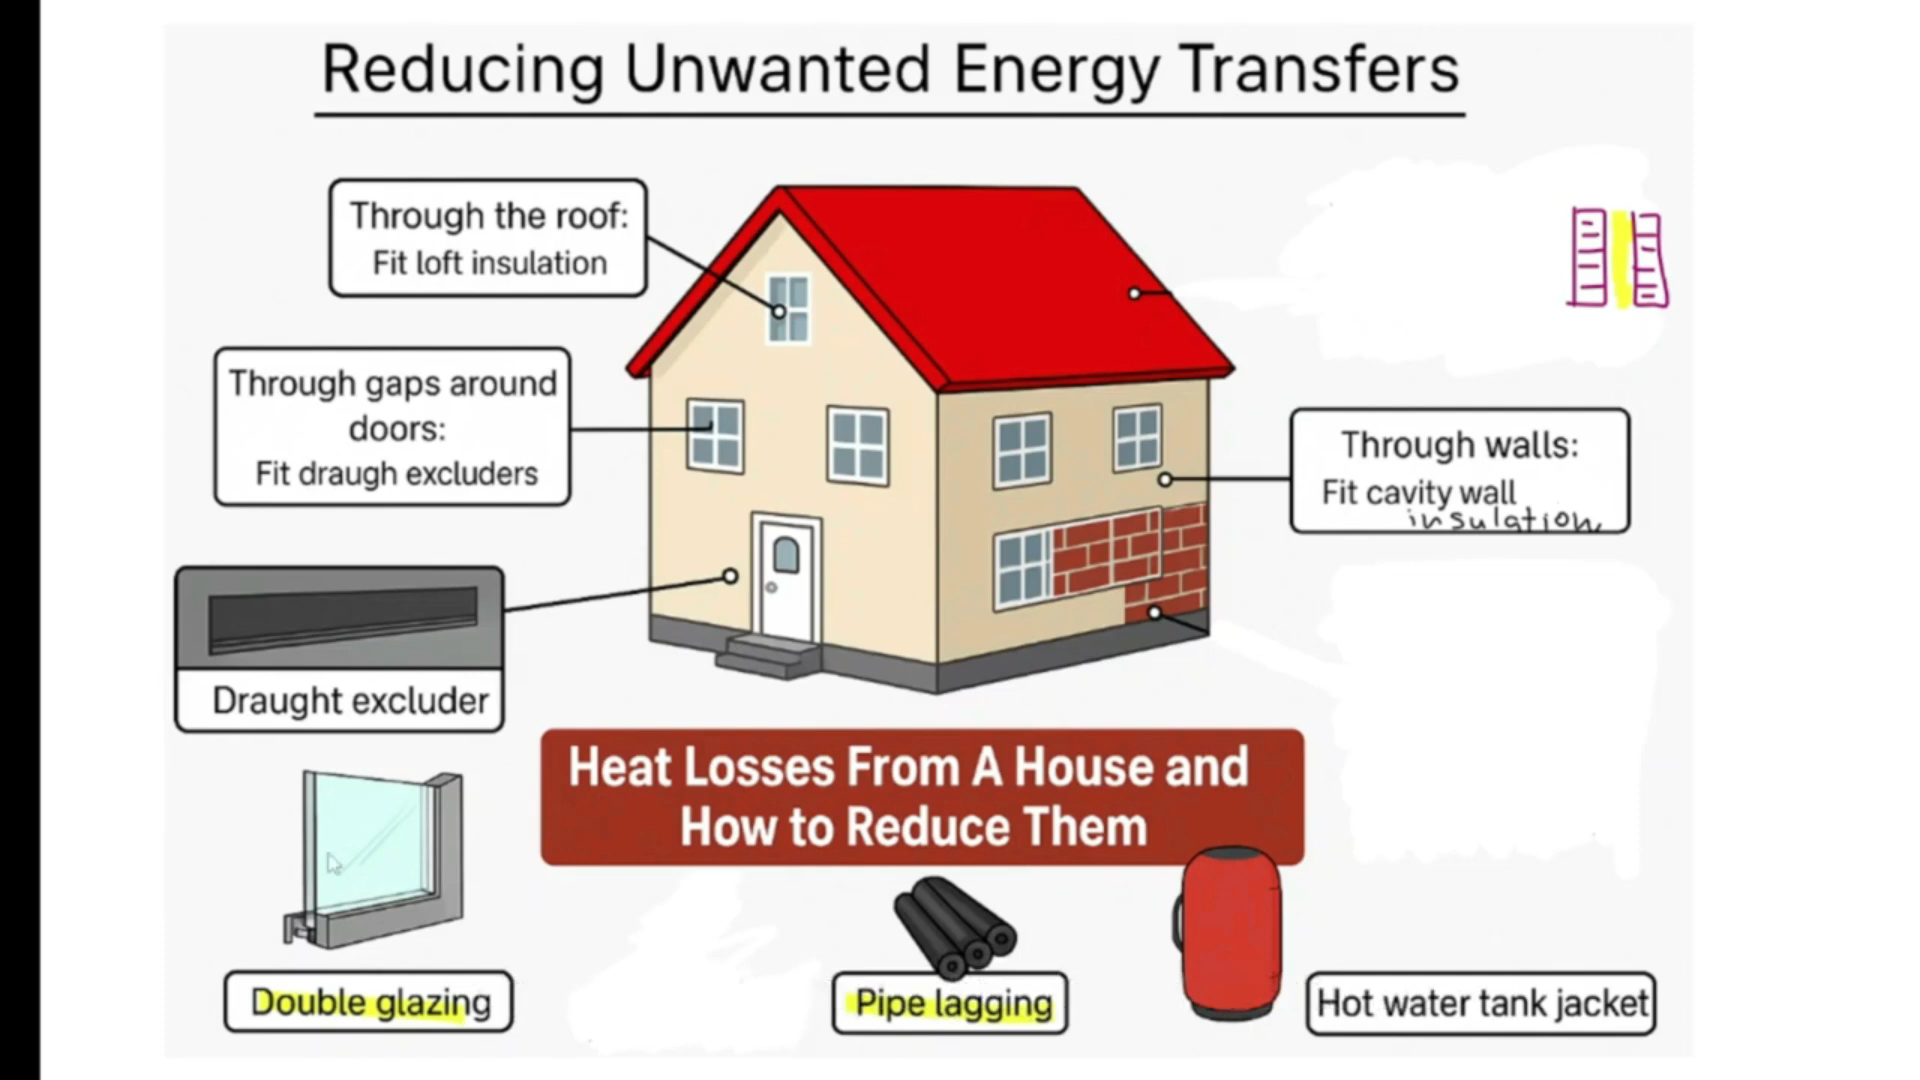 Reducing Unwanted Energy Transfers
Through the roof:
Fit loft insulation
Through gaps around
doors:
Fit draugh excluders
Through walls:
Fit cavity wall
insulation
Draught excluder
Heat Losses From A House and
How to Reduce Them
Double glazing
Pipe lagging
Hot water tank jacket